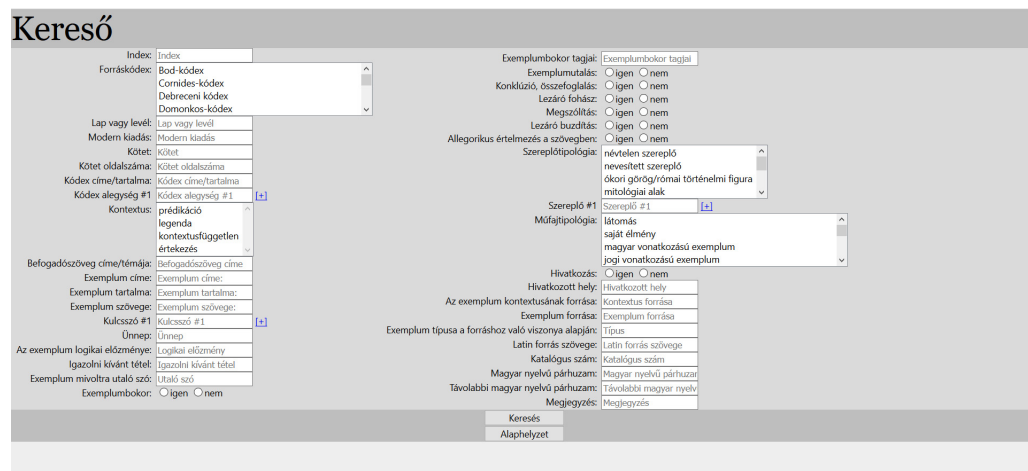 Kereső
Index: Index
Forráskódex: Bod-kódex
Cornides-kódex
Debreceni kódex
Domonkos-kódex
Lap vagy levél: Lap vagy levél
Modern kiadás: Modern kiadás
Kötet: Kötet
Kötet oldalszáma: Kötet oldalszáma
Kódex címe/tartalma: Kódex címe/tartalma
Kódex alegység #1 Kódex alegység #1 [+]
Kontextus: prédikáció
legenda
kontextusfüggetlen
értekezés
Befogadószöveg címe/témája: Befogadószöveg címe
Exemplum címe: Exemplum címe:
Exemplum tartalma: Exemplum tartalma:
Exemplum szövege: Exemplum szövege:
Kulcsszó #1 Kulcsszó #1 [+]
Ünnep: Ünnep
Az exemplum logikai előzménye: Logikai előzmény
Igazolni kívánt tétel: Igazolni kívánt tétel
Exemplum mivoltra utaló szó: Utaló szó
Exemplumbokor: igen nem
Exemplumbokor tagjai: Exemplumbokor tagjai
Exemplumutalás: igen nem
Konklúzió, összefoglalás: igen nem
Lezáró fohász: igen nem
Megszólítás: igen nem
Lezáró buzdítás: igen nem
Allegorikus értelmezés a szövegben: igen nem
Szereplőtipológia: névtelen szereplő
nevesített szereplő
ókori görög/római történelmi figura
mitológiai alak
Szereplő #1 Szereplő #1 [+]
Műfajtipológia: látomás
saját élmény
magyar vonatkozású exemplum
jogi vonatkozású exemplum
Hivatkozás: igen nem
Hivatkozott hely: Hivatkozott hely
Az exemplum kontextusának forrása: Kontextus forrása
Exemplum forrása: Exemplum forrása
Exemplum típusa a forráshoz való viszonya alapján: Típus
Latin forrás szövege: Latin forrás szövege
Katalógus szám: Katalógus szám
Magyar nyelvű párhuzam: Magyar nyelvű párhuzar
Távolabbi magyar nyelvű párhuzam: Távolabbi magyar nyelv
Megjegyzés: Megjegyzés
Keresés
Alaphelyzet